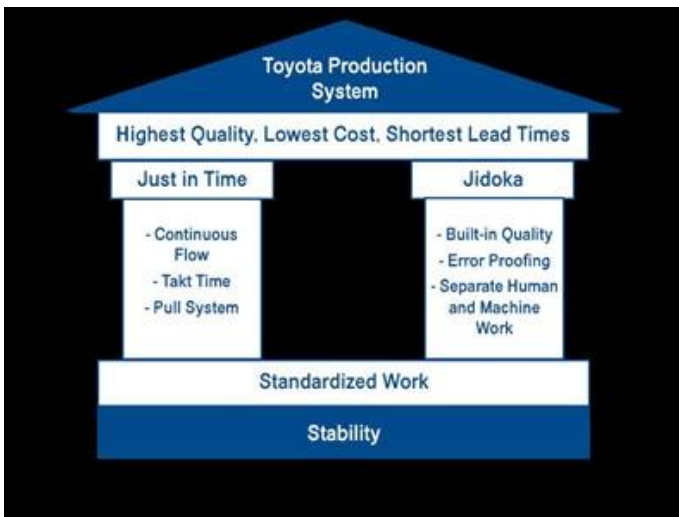 Toyota Production
System
Highest Quality, Lowest Cost, Shortest Lead Times
Just in Time
Jidoka
- Continuous
Flow
- Takt Time
- Pull System
- Built-in Quality
- Error Proofing
- Separate Human
and Machine
Work
Standardized Work
Stability